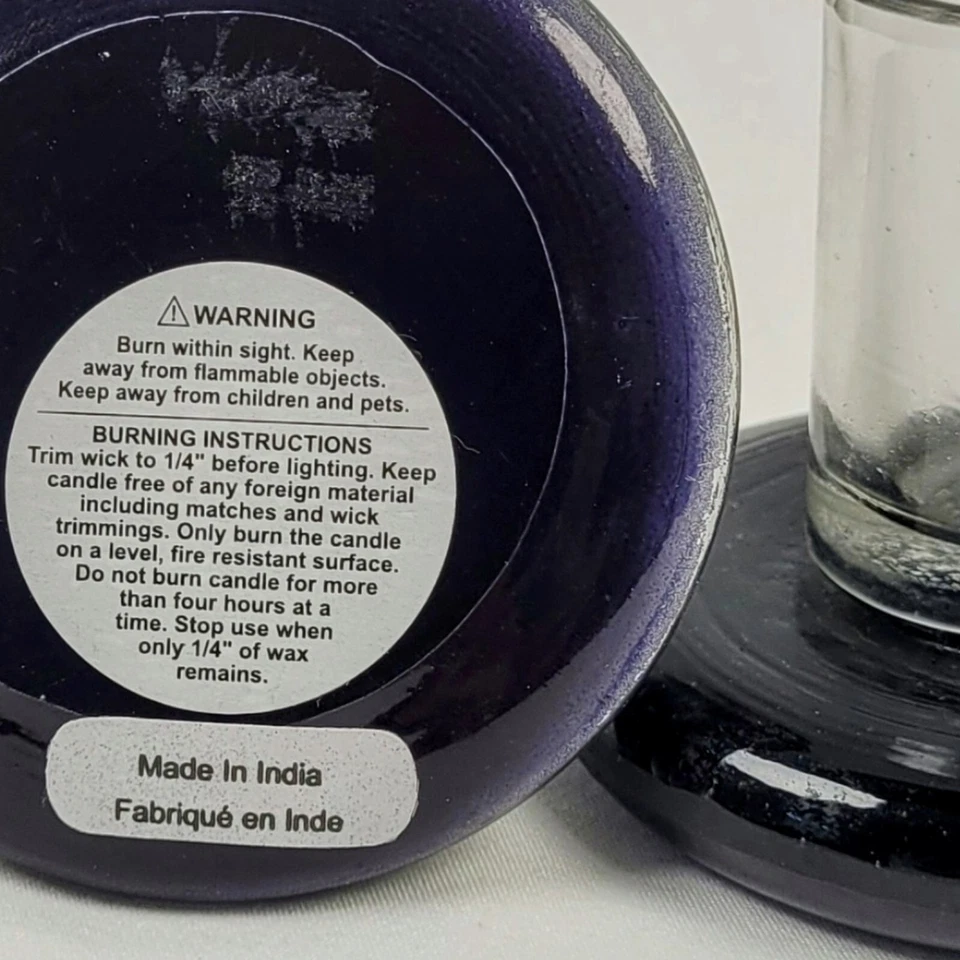 ⚠ WARNING
Burn within sight. Keep
away from flammable objects.
Keep away from children and pets.
BURNING INSTRUCTIONS
Trim wick to 1/4" before lighting. Keep
candle free of any foreign material
including matches and wick
trimmings. Only burn the candle
on a level, fire resistant surface.
Do not burn candle for more
than four hours at a
time. Stop use when
only 1/4" of wax
remains.
Made In India
Fabriqué en Inde